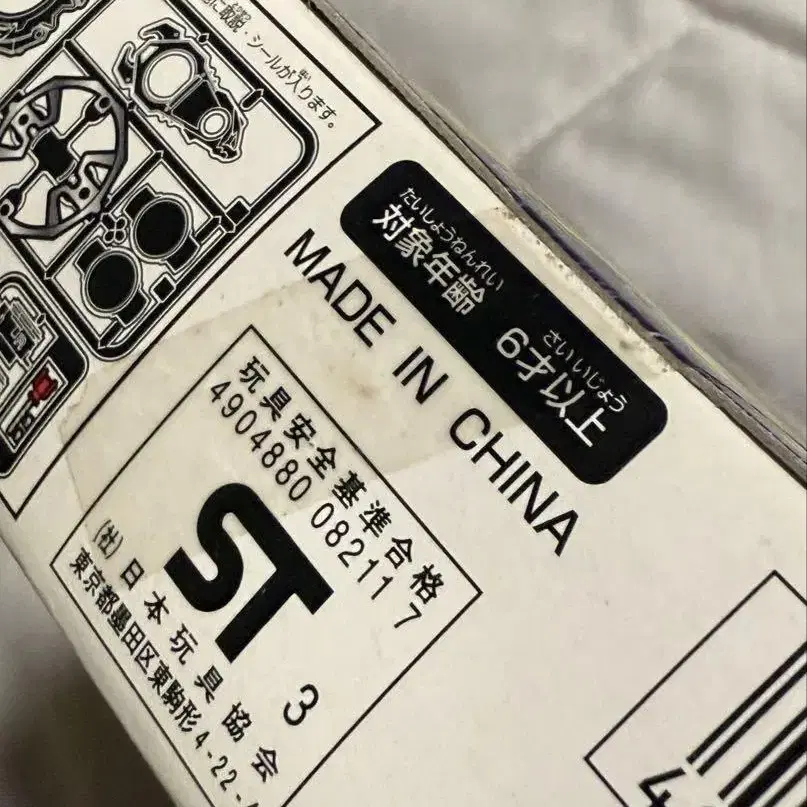 ・シールが入ります。
たいしょうねんれい さい いじょう
対象年齢 6才以上
MADE IN CHINA
玩具安全基準合格
4904880 08211 7
ST
3
(社)日本玩具協会
東京都墨田区東駒形4-22-
4